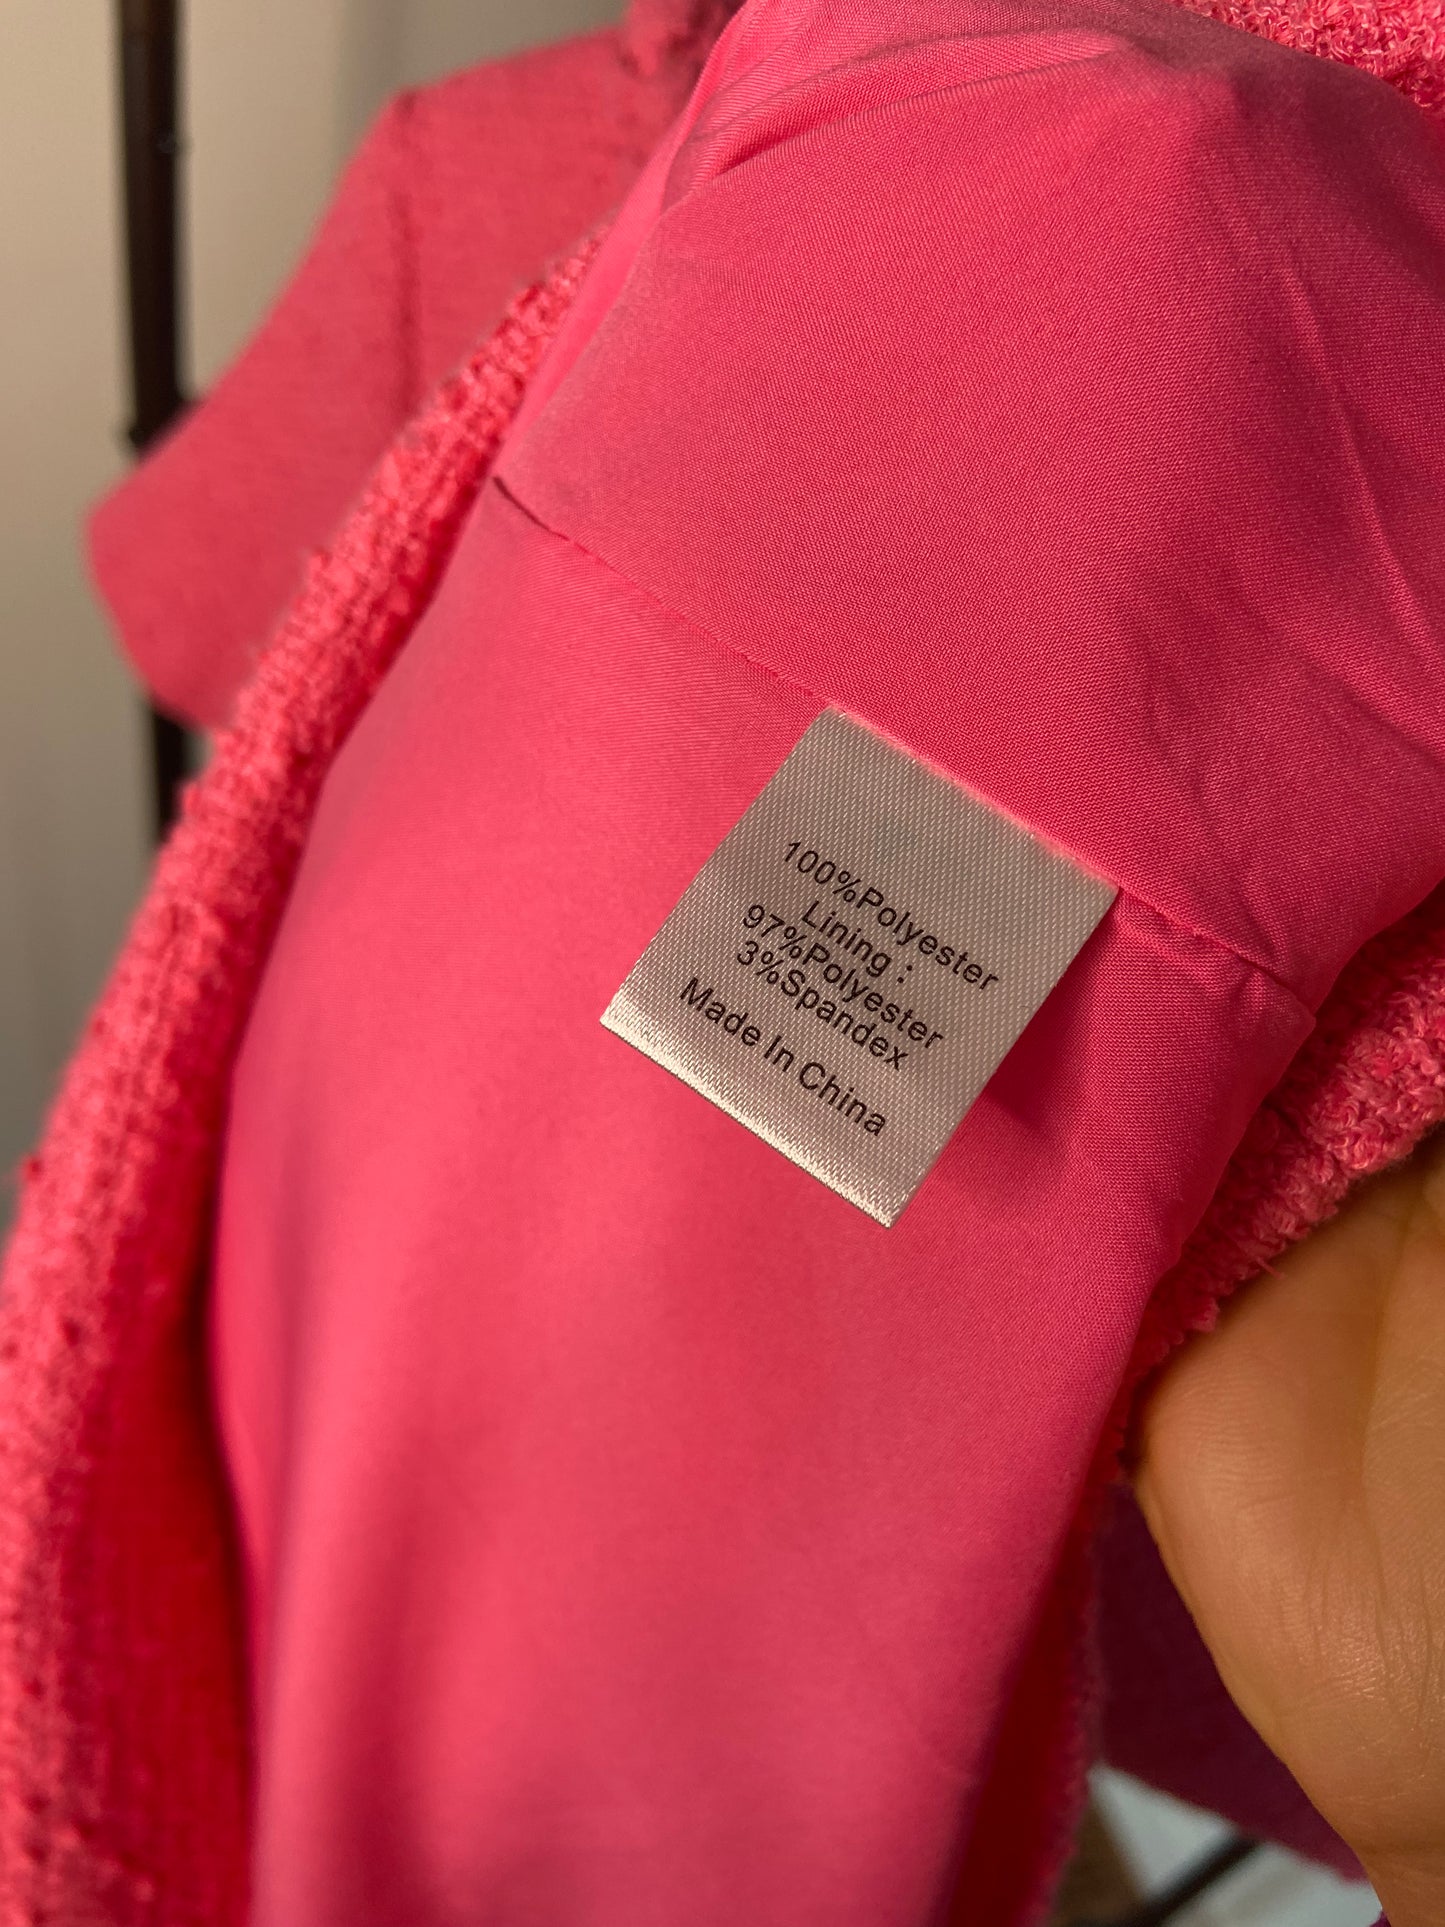 100%Polyester
Lining :
97%Polyester
3%Spandex
Made In China